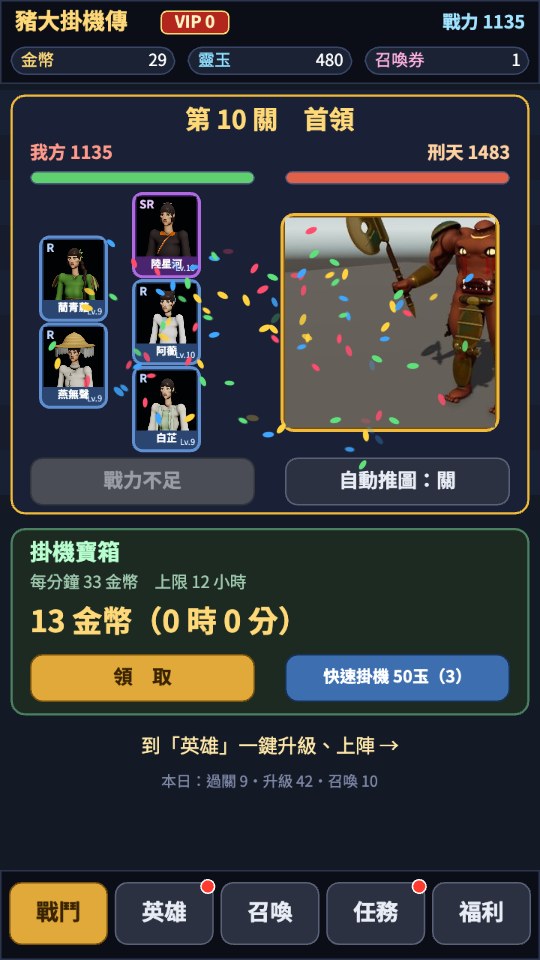 豬大掛機傳
VIP 0
戰力 1135
金幣 29
靈玉 480
召喚券 1
第 10 關　首領
我方 1135
刑天 1483
SR
陸星河
Lv.10
R
藺青
Lv.9
R
阿蘅
Lv.10
R
燕無聲
Lv.9
R
白芷
Lv.9
戰力不足
自動推圖：關
掛機寶箱
每分鐘 33 金幣　上限 12 小時
13 金幣（0 時 0 分）
領　取
快速掛機 50玉（3）
到「英雄」一鍵升級、上陣 →
本日：過關 9・升級 42・召喚 10
戰鬥
英雄
召喚
任務
福利